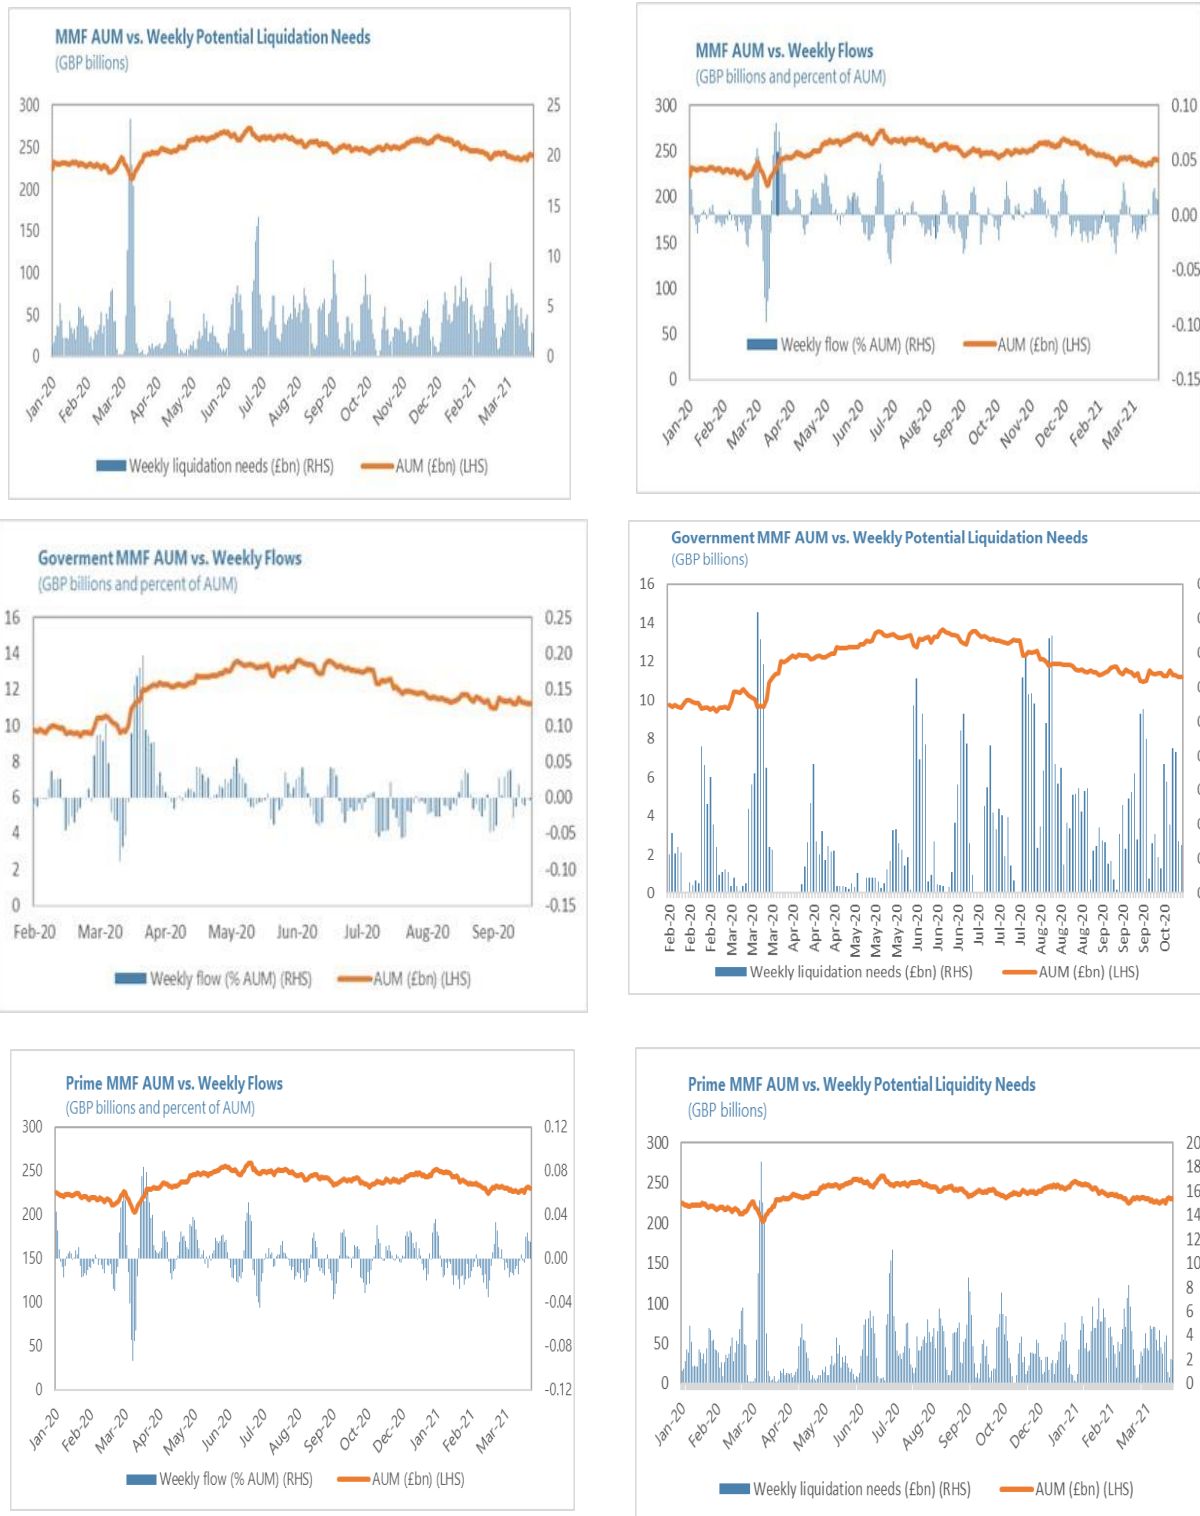 MMF AUM vs. Weekly Potential Liquidation Needs
(GBP billions)
300 25
250 20
200
15
150
10
100
50 5
0 0
Jan-20 Feb-20 Mar-20 Apr-20 May-20 Jun-20 Jul-20 Aug-20 Sep-20 Oct-20 Nov-20 Dec-20 Feb-21 Mar-21
Weekly liquidation needs (£bn) (RHS) AUM (£bn) (LHS)
MMF AUM vs. Weekly Flows
(GBP billions and percent of AUM)
300 0.10
250 0.05
200 0.00
150
-0.05
100
50 -0.10
0 -0.15
Weekly flow (% AUM) (RHS) AUM (£bn) (LHS)
Jan-20 Feb-20 Mar-20 Apr-20 May-20 Jun-20 Jul-20 Aug-20 Sep-20 Oct-20 Nov-20 Dec-20 Feb-21 Mar-21
Goverment MMF AUM vs. Weekly Flows
(GBP billions and percent of AUM)
16 0.25
14 0.20
12 0.15
10 0.10
8 0.05
6 0.00
4 -0.05
2 -0.10
0 -0.15
Feb-20 Mar-20 Apr-20 May-20 Jun-20 Jul-20 Aug-20 Sep-20
Weekly flow (% AUM) (RHS) AUM (£bn) (LHS)
Government MMF AUM vs. Weekly Potential Liquidation Needs
(GBP billions)
16
14
12
10
8
6
4
2
0
Feb-20 Feb-20 Feb-20 Mar-20 Mar-20 Mar-20 Apr-20 Apr-20 Apr-20 May-20 May-20 May-20 Jun-20 Jun-20 Jun-20 Jul-20 Jul-20 Jul-20 Aug-20 Aug-20 Aug-20 Sep-20 Sep-20 Sep-20 Oct-20
Weekly liquidation needs (£bn) (RHS) AUM (£bn) (LHS)
Prime MMF AUM vs. Weekly Flows
(GBP billions and percent of AUM)
300 0.12
250 0.08
200 0.04
150 0.00
100 -0.04
50 -0.08
0 -0.12
Jan-20 Feb-20 Mar-20 Apr-20 May-20 Jun-20 Jul-20 Aug-20 Sep-20 Oct-20 Nov-20 Dec-20 Feb-21 Mar-21
Weekly flow (% AUM) (RHS) AUM (£bn) (LHS)
Prime MMF AUM vs. Weekly Potential Liquidity Needs
(GBP billions)
300 20
18
250 16
200 14
12
150 10
100 8
6
50 4
2
0 0
Jan-20 Feb-20 Mar-20 Apr-20 May-20 Jun-20 Jul-20 Aug-20 Sep-20 Oct-20 Dec-20 Jan-21 Feb-21 Mar-21
Weekly liquidation needs (£bn) (RHS) AUM (£bn) (LHS)